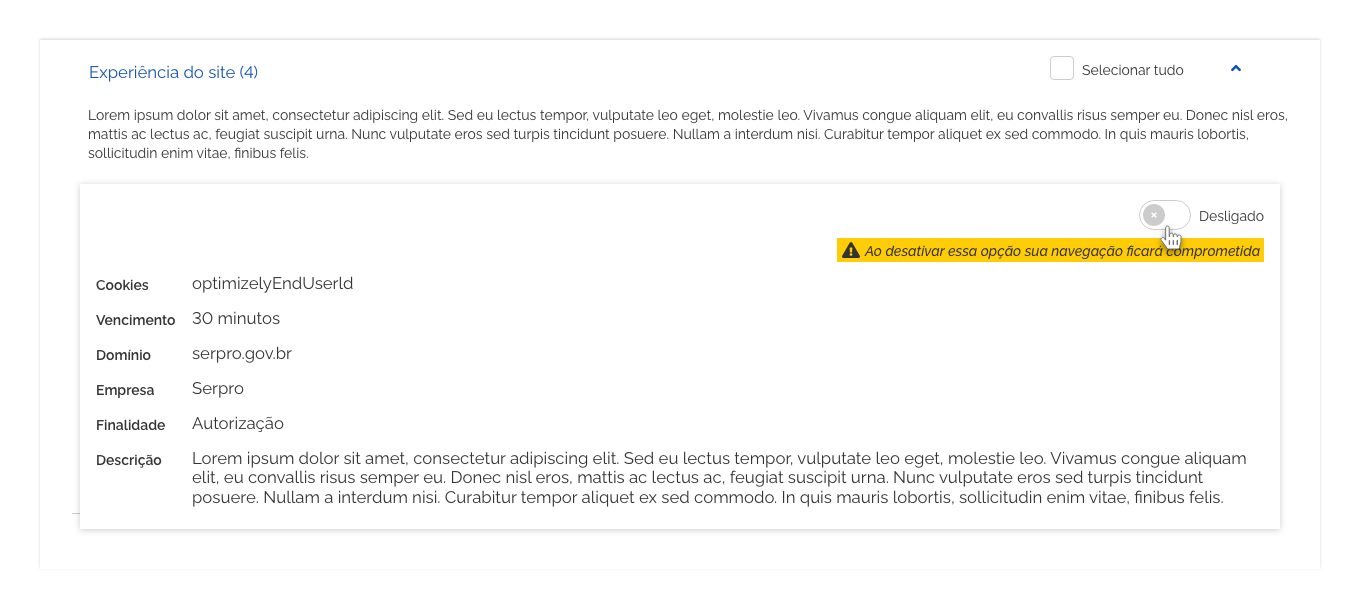 Experiência do site (4)
Selecionar tudo
Lorem ipsum dolor sit amet, consectetur adipiscing elit. Sed eu lectus tempor, vulputate leo eget, molestie leo. Vivamus congue aliquam elit, eu convallis risus semper eu. Donec nisl eros,
mattis ac lectus ac, feugiat suscipit urna. Nunc vulputate eros sed turpis tincidunt posuere. Nullam a interdum nisi. Curabitur tempor aliquet ex sed commodo. In quis mauris lobortis,
sollicitudin enim vitae, finibus felis.
Desligado
Ao desativar essa opção sua navegação ficará comprometida
Cookies optimizelyEndUserld
Vencimento 30 minutos
Domínio serpro.gov.br
Empresa Serpro
Finalidade Autorização
Descrição Lorem ipsum dolor sit amet, consectetur adipiscing elit. Sed eu lectus tempor, vulputate leo eget, molestie leo. Vivamus congue aliquam
elit, eu convallis risus semper eu. Donec nisl eros, mattis ac lectus ac, feugiat suscipit urna. Nunc vulputate eros sed turpis tincidunt
posuere. Nullam a interdum nisi. Curabitur tempor aliquet ex sed commodo. In quis mauris lobortis, sollicitudin enim vitae, finibus felis.